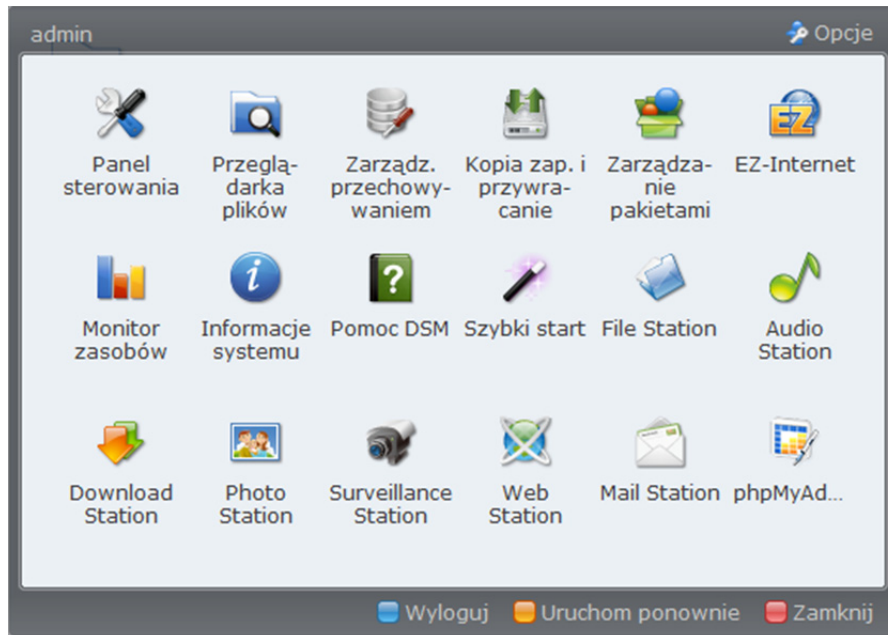 admin
Opcje
Panel
sterowania
Przeglą-
darka
plików
Zarządz.
przechowy-
waniem
Kopia zap. i
przywra-
canie
Zarządza-
nie
pakietami
EZ
EZ-Internet
Monitor
zasobów
Informacje
systemu
Pomoc DSM
Szybki start
File Station
Audio
Station
Download
Station
Photo
Station
Surveillance
Station
Web
Station
Mail Station
phpMyAd...
Wyloguj
Uruchom ponownie
Zamknij